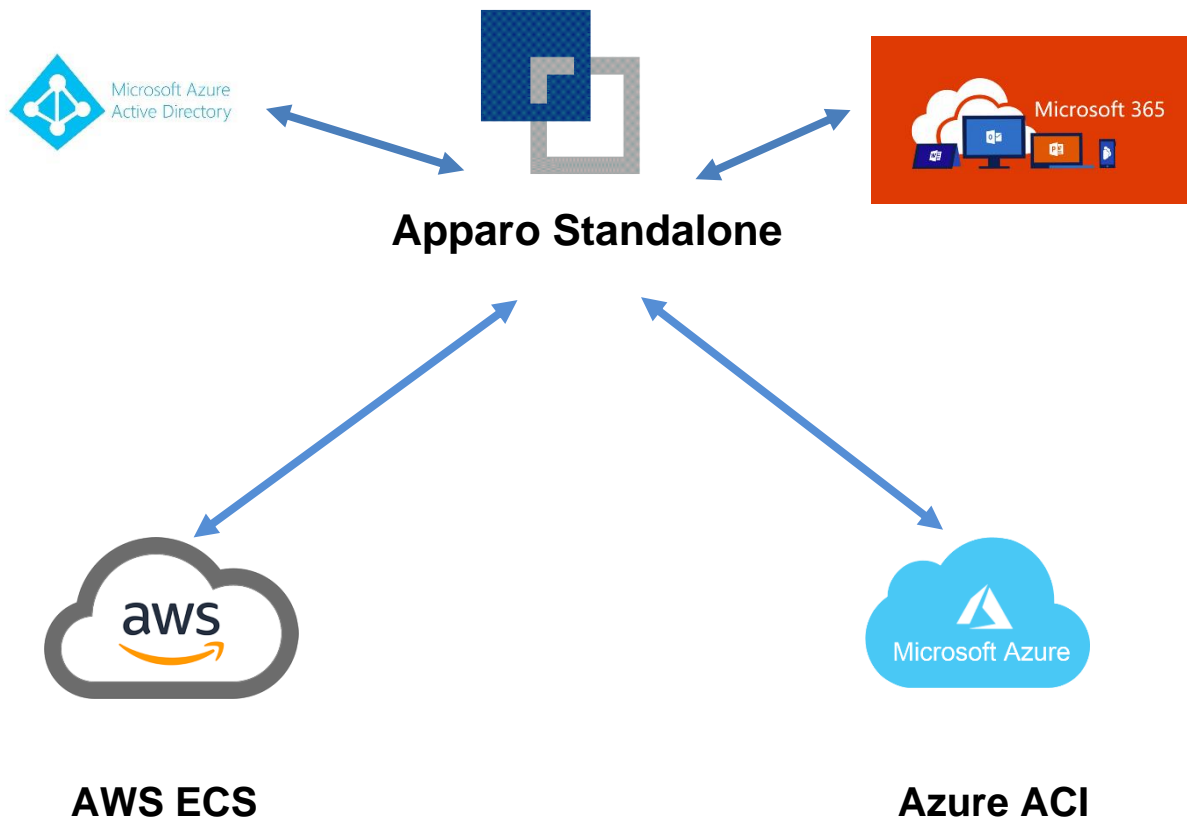 Microsoft Azure
Active Directory
Microsoft 365
Apparo Standalone
aws
Microsoft Azure
AWS ECS
Azure ACI